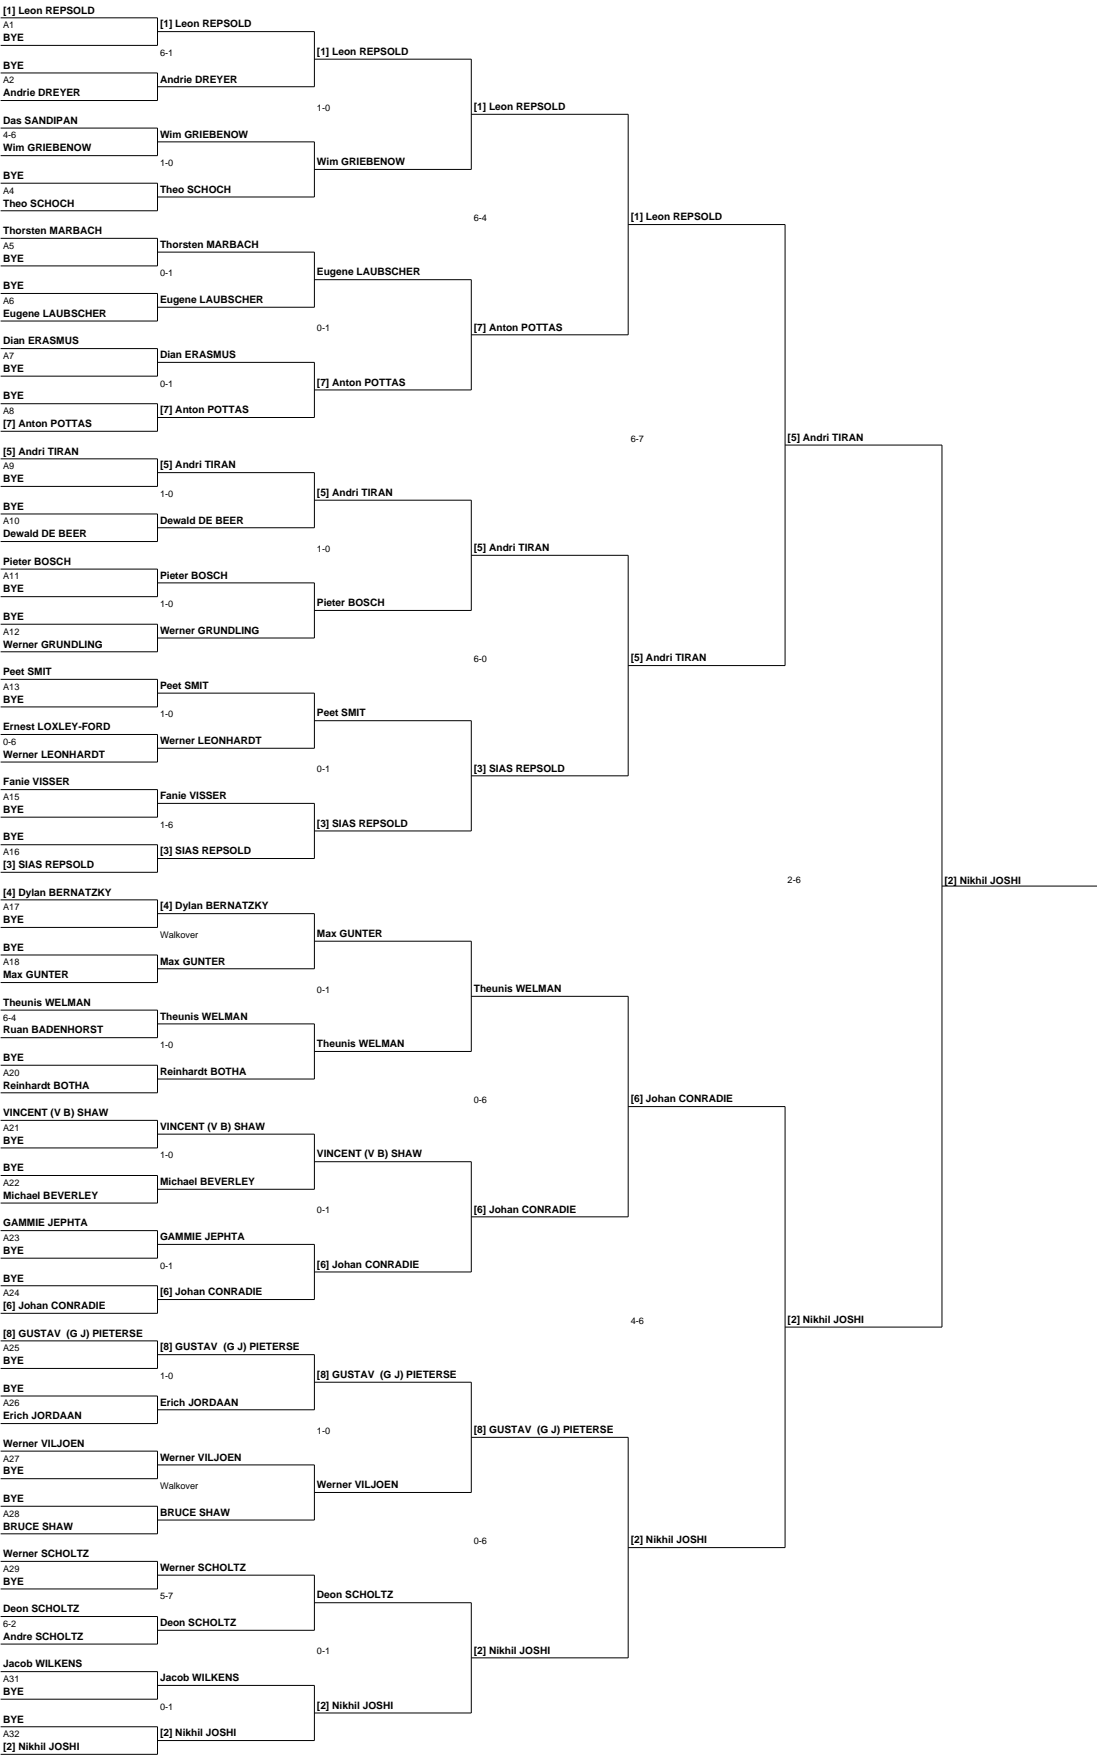 [1] Leon REPSOLD
A1
BYE
BYE
A2
Andrie DREYER
Das SANDIPAN
4-6
Wim GRIEBENOW
BYE
A4
Theo SCHOCH
Thorsten MARBACH
A5
BYE
BYE
A6
Eugene LAUBSCHER
Dian ERASMUS
A7
BYE
BYE
A8
[7] Anton POTTAS
[5] Andri TIRAN
A9
BYE
BYE
A10
Dewald DE BEER
Pieter BOSCH
A11
BYE
BYE
A12
Werner GRUNDLING
Peet SMIT
A13
BYE
Ernest LOXLEY-FORD
0-6
Werner LEONHARDT
Fanie VISSER
A15
BYE
BYE
A16
[3] SIAS REPSOLD
[4] Dylan BERNATZKY
A17
BYE
BYE
A18
Max GUNTER
Theunis WELMAN
6-4
Ruan BADENHORST
BYE
A20
Reinhardt BOTHA
VINCENT (V B) SHAW
A21
BYE
BYE
A22
Michael BEVERLEY
GAMMIE JEPHTA
A23
BYE
BYE
A24
[6] Johan CONRADIE
[8] GUSTAV (G J) PIETERSE
A25
BYE
BYE
A26
Erich JORDAAN
Werner VILJOEN
A27
BYE
BYE
A28
BRUCE SHAW
Werner SCHOLTZ
A29
BYE
Deon SCHOLTZ
6-2
Andre SCHOLTZ
Jacob WILKENS
A31
BYE
BYE
A32
[2] Nikhil JOSHI
[1] Leon REPSOLD
6-1
Andrie DREYER
Wim GRIEBENOW
1-0
Theo SCHOCH
Thorsten MARBACH
0-1
Eugene LAUBSCHER
Dian ERASMUS
0-1
[7] Anton POTTAS
[5] Andri TIRAN
1-0
Dewald DE BEER
Pieter BOSCH
1-0
Werner GRUNDLING
Peet SMIT
1-0
Werner LEONHARDT
Fanie VISSER
1-6
[3] SIAS REPSOLD
[4] Dylan BERNATZKY
Walkover
Max GUNTER
Theunis WELMAN
1-0
Reinhardt BOTHA
VINCENT (V B) SHAW
1-0
Michael BEVERLEY
GAMMIE JEPHTA
0-1
[6] Johan CONRADIE
[8] GUSTAV (G J) PIETERSE
1-0
Erich JORDAAN
Werner VILJOEN
Walkover
BRUCE SHAW
Werner SCHOLTZ
5-7
Deon SCHOLTZ
Jacob WILKENS
0-1
[2] Nikhil JOSHI
[1] Leon REPSOLD
1-0
Wim GRIEBENOW
Eugene LAUBSCHER
0-1
[7] Anton POTTAS
[5] Andri TIRAN
1-0
Pieter BOSCH
Peet SMIT
0-1
[3] SIAS REPSOLD
Max GUNTER
0-1
Theunis WELMAN
VINCENT (V B) SHAW
0-1
[6] Johan CONRADIE
[8] GUSTAV (G J) PIETERSE
1-0
Werner VILJOEN
Deon SCHOLTZ
0-1
[2] Nikhil JOSHI
[1] Leon REPSOLD
6-4
[7] Anton POTTAS
[5] Andri TIRAN
6-0
[3] SIAS REPSOLD
Theunis WELMAN
0-6
[6] Johan CONRADIE
[8] GUSTAV (G J) PIETERSE
0-6
[2] Nikhil JOSHI
[1] Leon REPSOLD
6-7
[5] Andri TIRAN
[6] Johan CONRADIE
4-6
[2] Nikhil JOSHI
[5] Andri TIRAN
2-6
[2] Nikhil JOSHI
[2] Nikhil JOSHI